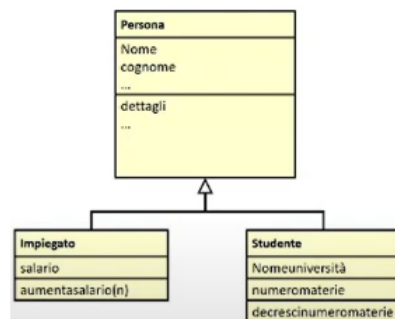 Persona
Nome
cognome
...
dettagli
...
Impiegato
salario
aumentasalario(n)
Studente
Nomeuniversità
numeromaterie
decrescinumeromaterie